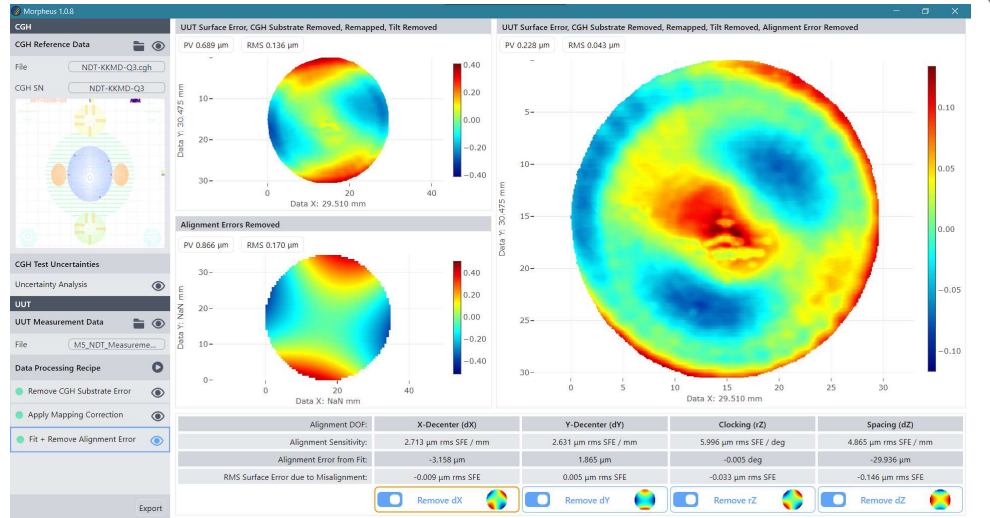 Morpheus 1.0.8
CGH
CGH Reference Data
File NDT-KKMD-Q3.cgh
CGH SN NDT-KKMD-Q3
CGH Test Uncertainties
Uncertainty Analysis
UUT
UUT Measurement Data
File MS_NDT_Measureme...
Data Processing Recipe
Remove CGH Substrate Error
Apply Mapping Correction
Fit + Remove Alignment Error
Export
UUT Surface Error, CGH Substrate Removed, Remapped, Tilt Removed
PV 0.689 μm RMS 0.136 μm
0.40
0.20
0.00
−0.20
−0.40
10
20
30
Data Y: 30.475 mm
0 20 40
Data X: 29.510 mm
Alignment Errors Removed
PV 0.866 μm RMS 0.170 μm
0.40
0.20
0.00
−0.20
−0.40
30
20
10
0
Data Y: NaN mm
0 20 40
Data X: NaN mm
UUT Surface Error, CGH Substrate Removed, Remapped, Tilt Removed, Alignment Error Removed
PV 0.228 μm RMS 0.043 μm
0.10
0.05
0.00
−0.05
−0.10
5
10
15
20
25
30
Data Y: 30.475 mm
0 5 10 15 20 25 30
Data X: 29.510 mm
Alignment DOF: X-Decenter (dX) Y-Decenter (dY) Clocking (rZ) Spacing (dZ)
Alignment Sensitivity: 2.713 μm rms SFE / mm 2.631 μm rms SFE / mm 5.996 μm rms SFE / deg 4.865 μm rms SFE / mm
Alignment Error from Fit: -3.158 μm 1.865 μm -0.005 deg -29.936 μm
RMS Surface Error due to Misalignment: -0.009 μm rms SFE 0.005 μm rms SFE -0.033 μm rms SFE -0.146 μm rms SFE
Remove dX Remove dY Remove rZ Remove dZ